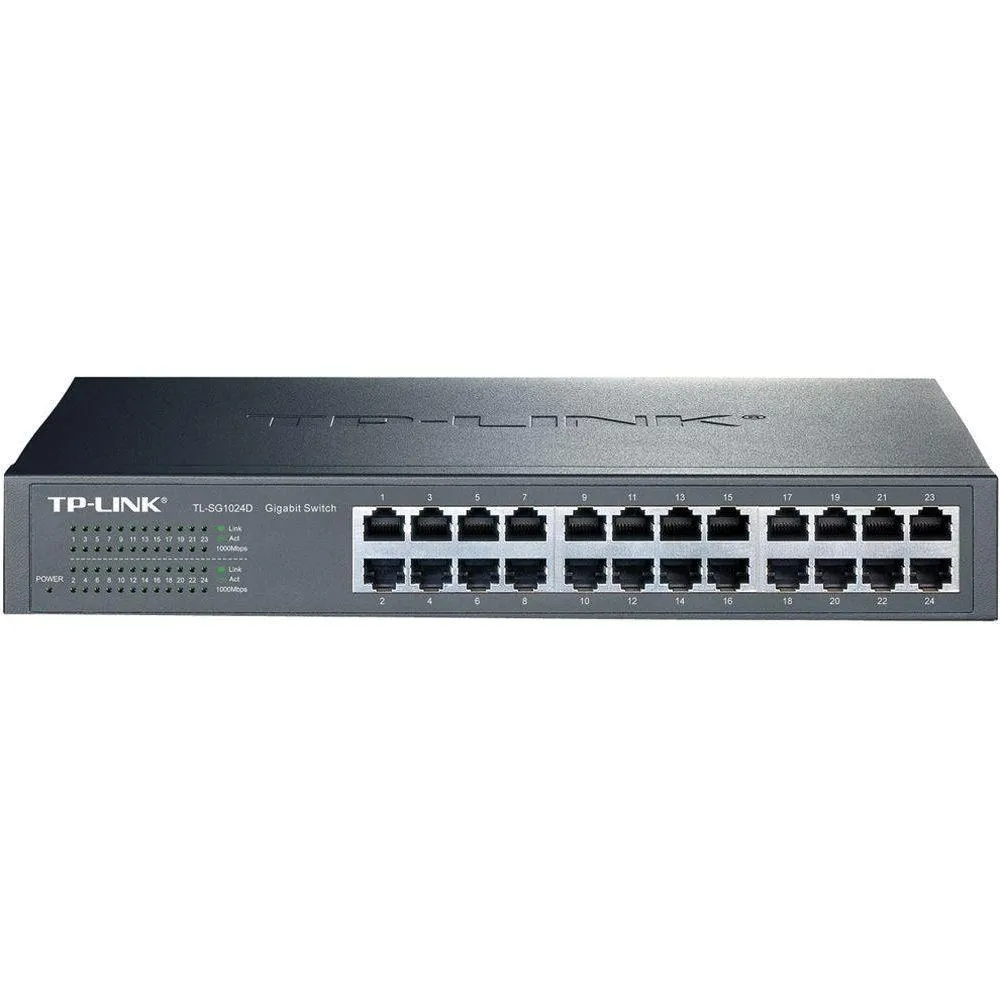 TP-LINK®
TP-LINK® TL-SG1024D Gigabit Switch
1 3 5 7 9 11 13 15 17 19 21 23
Link
1 3 5 7 9 11 13 15 17 19 21 23 Act
1000Mbps
Link
POWER 2 4 6 8 10 12 14 16 18 20 22 24 Act
1000Mbps
2 4 6 8 10 12 14 16 18 20 22 24